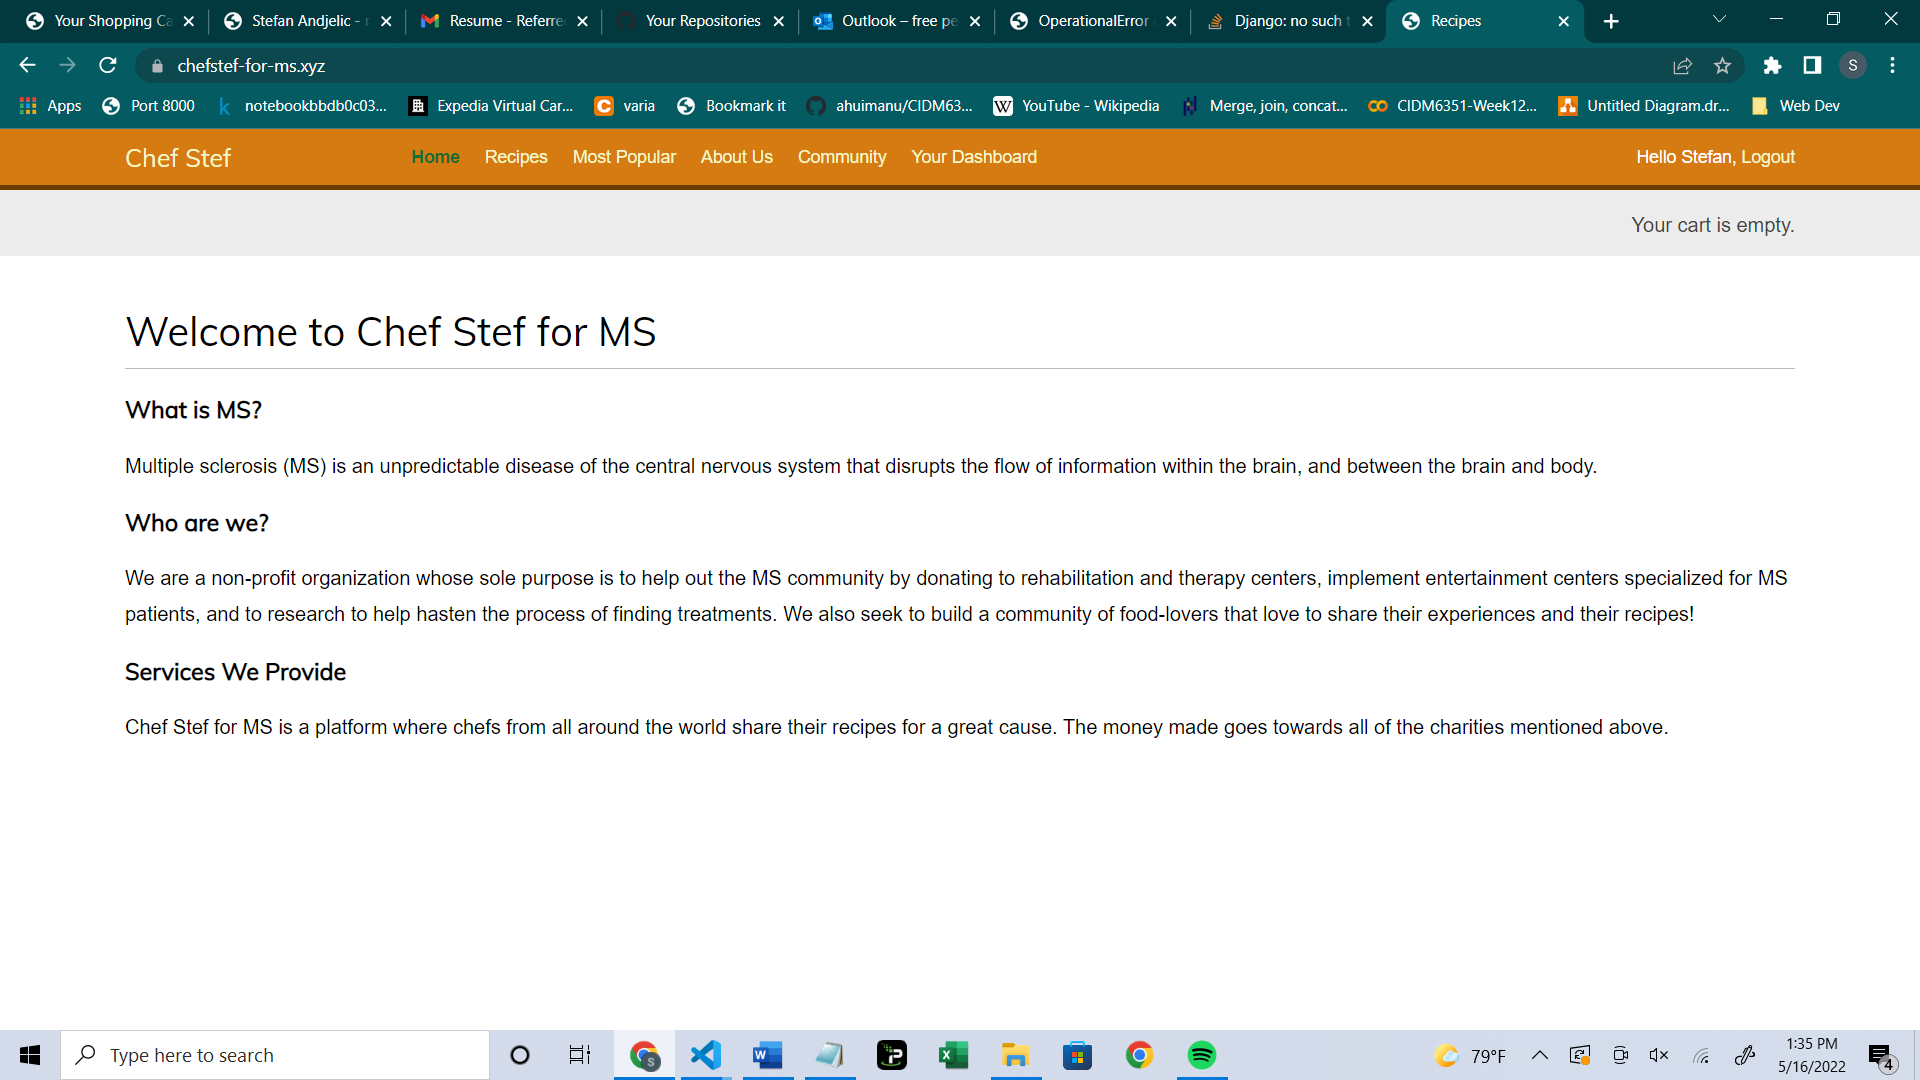 Your Shopping Ca
Stefan Andjelic -
Resume - Referre
Your Repositories
Outlook – free pe
OperationalError
Django: no such t
Recipes
chefstef-for-ms.xyz
S
Apps
Port 8000
notebookbbdb0c03...
Expedia Virtual Car...
varia
Bookmark it
ahuimanu/CIDM63...
YouTube - Wikipedia
Merge, join, concat...
CIDM6351-Week12...
Untitled Diagram.dr...
Web Dev
Chef Stef
Home
Recipes
Most Popular
About Us
Community
Your Dashboard
Hello Stefan, Logout
Your cart is empty.
Welcome to Chef Stef for MS
What is MS?
Multiple sclerosis (MS) is an unpredictable disease of the central nervous system that disrupts the flow of information within the brain, and between the brain and body.
Who are we?
We are a non-profit organization whose sole purpose is to help out the MS community by donating to rehabilitation and therapy centers, implement entertainment centers specialized for MS
patients, and to research to help hasten the process of finding treatments. We also seek to build a community of food-lovers that love to share their experiences and their recipes!
Services We Provide
Chef Stef for MS is a platform where chefs from all around the world share their recipes for a great cause. The money made goes towards all of the charities mentioned above.
Type here to search
79°F
1:35 PM
5/16/2022
4